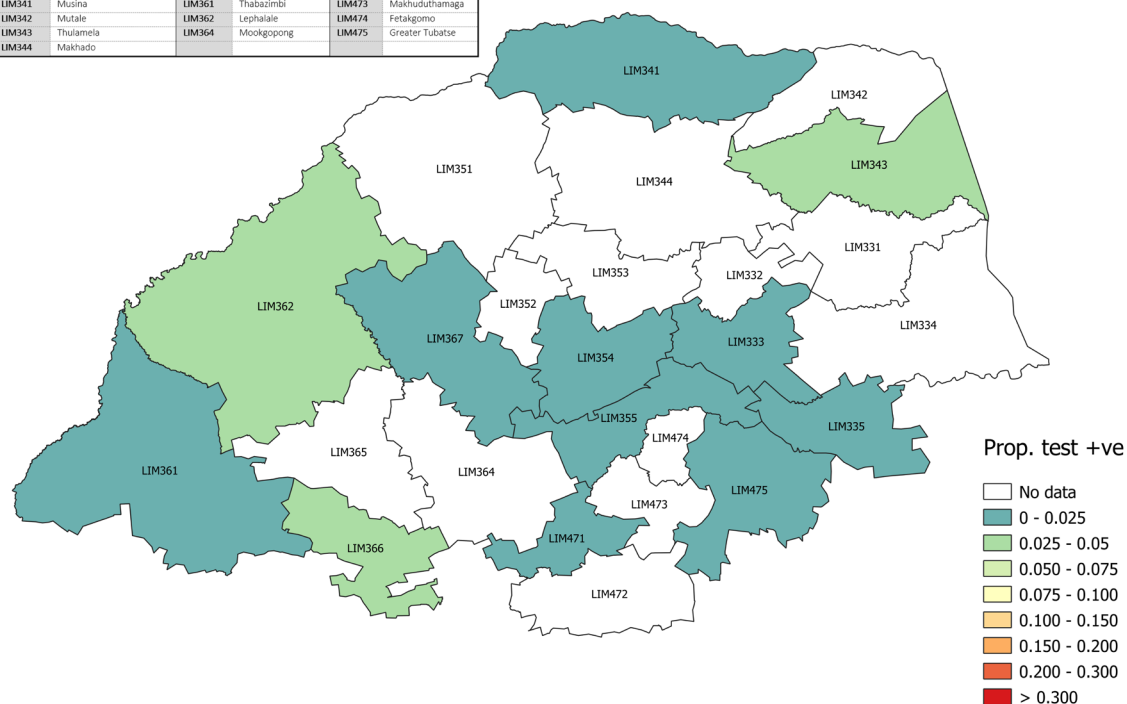 LIM341 Musina LIM361 Thabazimbi LIM473 Makhuduthamaga
LIM342 Mutale LIM362 Lephalale LIM474 Fetakgomo
LIM343 Thulamela LIM364 Mookgopong LIM475 Greater Tubatse
LIM344 Makhado
LIM341
LIM342
LIM351
LIM344
LIM343
LIM331
LIM353
LIM332
LIM362
LIM352
LIM334
LIM367
LIM354
LIM333
LIM355
LIM335
LIM474
LIM365
LIM361
LIM364
LIM475
LIM473
LIM471
LIM366
LIM472
Prop. test +ve
No data
0 - 0.025
0.025 - 0.05
0.050 - 0.075
0.075 - 0.100
0.100 - 0.150
0.150 - 0.200
0.200 - 0.300
> 0.300